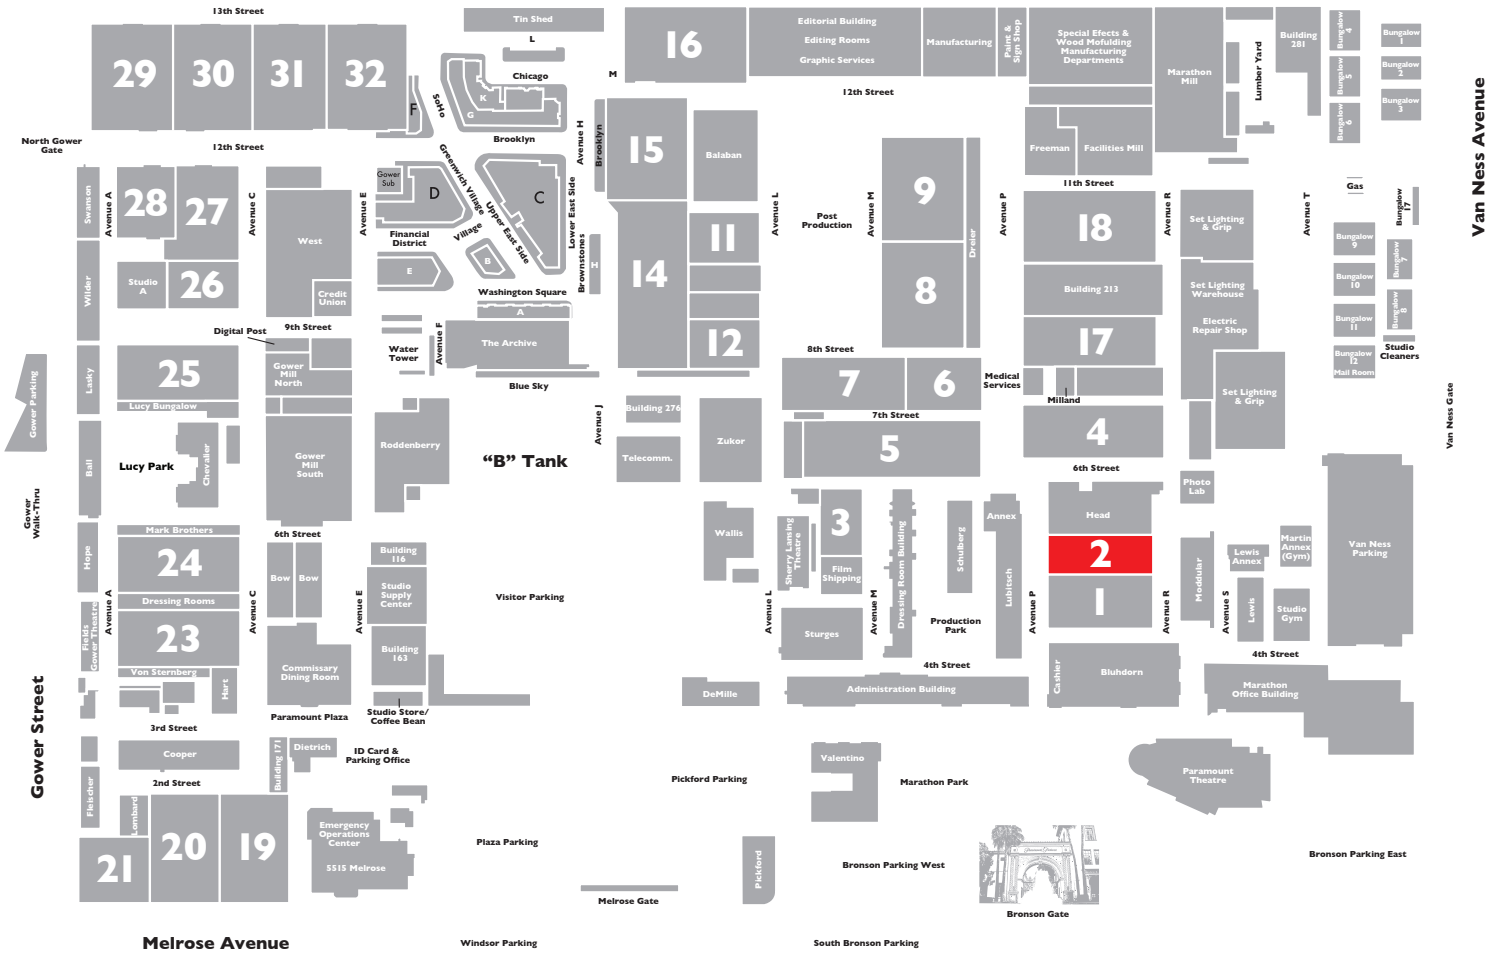 13th Street
29
30
31
32
F
SoHo
Tin Shed
L
Chicago
K
G
Brooklyn
M
16
Editorial Building
Editing Rooms
Graphic Services
Manufacturing
Paint &
Sign Shop
Special Efects &
Wood Mofulding
Manufacturing
Departments
Marathon
Mill
Lumber Yard
Building
281
Bungalow
4
Bungalow
5
Bungalow
6
Bungalow
1
Bungalow
2
Bungalow
3
12th Street
Van Ness Avenue
North Gower
Gate
12th Street
Swanson
Avenue A
28
27
Avenue C
West
Avenue E
Gower
Sub
D
Greenwich Village
Financial
District
Village
Upper East Side
C
B
E
Lower East Side
Avenue H
Brooklyn
Brownstones
H
15
Balaban
14
11
12
Avenue L
Post
Production
Avenue M
9
8
Dreier
Avenue P
Freeman
Facilities Mill
11th Street
18
Building 213
17
Avenue R
Set Lighting
& Grip
Set Lighting
Warehouse
Electric
Repair Shop
Avenue T
Gas
Bungalow
17
Bungalow
9
Bungalow
7
Bungalow
10
Bungalow
8
Bungalow
11
Bungalow
12
Mail Room
Studio
Cleaners
Wilder
Studio
A
26
Credit
Union
Washington Square
A
9th Street
Digital Post
Gower
Mill
North
Water
Tower
Avenue F
The Archive
Blue Sky
Gower Parking
Lasky
25
Lucy Bungalow
8th Street
7
6
7th Street
5
Medical
Services
Milland
4
6th Street
Set Lighting
& Grip
Van Ness Gate
Avenue J
Building 276
Telecomm.
Zukor
Roddenberry
"B" Tank
Ball
Lucy Park
Chevalier
Gower
Mill
South
Gower
Walk-Thru
Mark Brothers
24
Dressing Rooms
23
Von Sternberg
Hart
Hope
Avenue A
Fields
Gower Theatre
6th Street
Bow
Bow
Avenue C
Avenue E
Building
116
Studio
Supply
Center
Building
163
Commissary
Dining Room
Studio Store/
Coffee Bean
Paramount Plaza
Visitor Parking
Wallis
Avenue L
Sherry Lansing
Theatre
3
Film
Shipping
Sturges
Avenue M
Dressing Room Building
Schulberg
Production
Park
Annex
Lubitsch
Avenue P
Head
2
1
Photo
Lab
Avenue R
Moddular
Avenue S
Lewis
Annex
Lewis
Martin
Annex
(Gym)
Studio
Gym
Van Ness
Parking
4th Street
4th Street
DeMille
Administration Building
Cashier
Bluhdorn
Marathon
Office Building
Gower Street
3rd Street
Cooper
2nd Street
Building 171
Dietrich
ID Card &
Parking Office
Fleischer
Lombard
21
20
19
Emergency
Operations
Center
5515 Melrose
Pickford Parking
Plaza Parking
Valentino
Marathon Park
Paramount
Theatre
Pickford
Bronson Parking West
Bronson Gate
Bronson Parking East
Melrose Gate
Melrose Avenue
Windsor Parking
South Bronson Parking